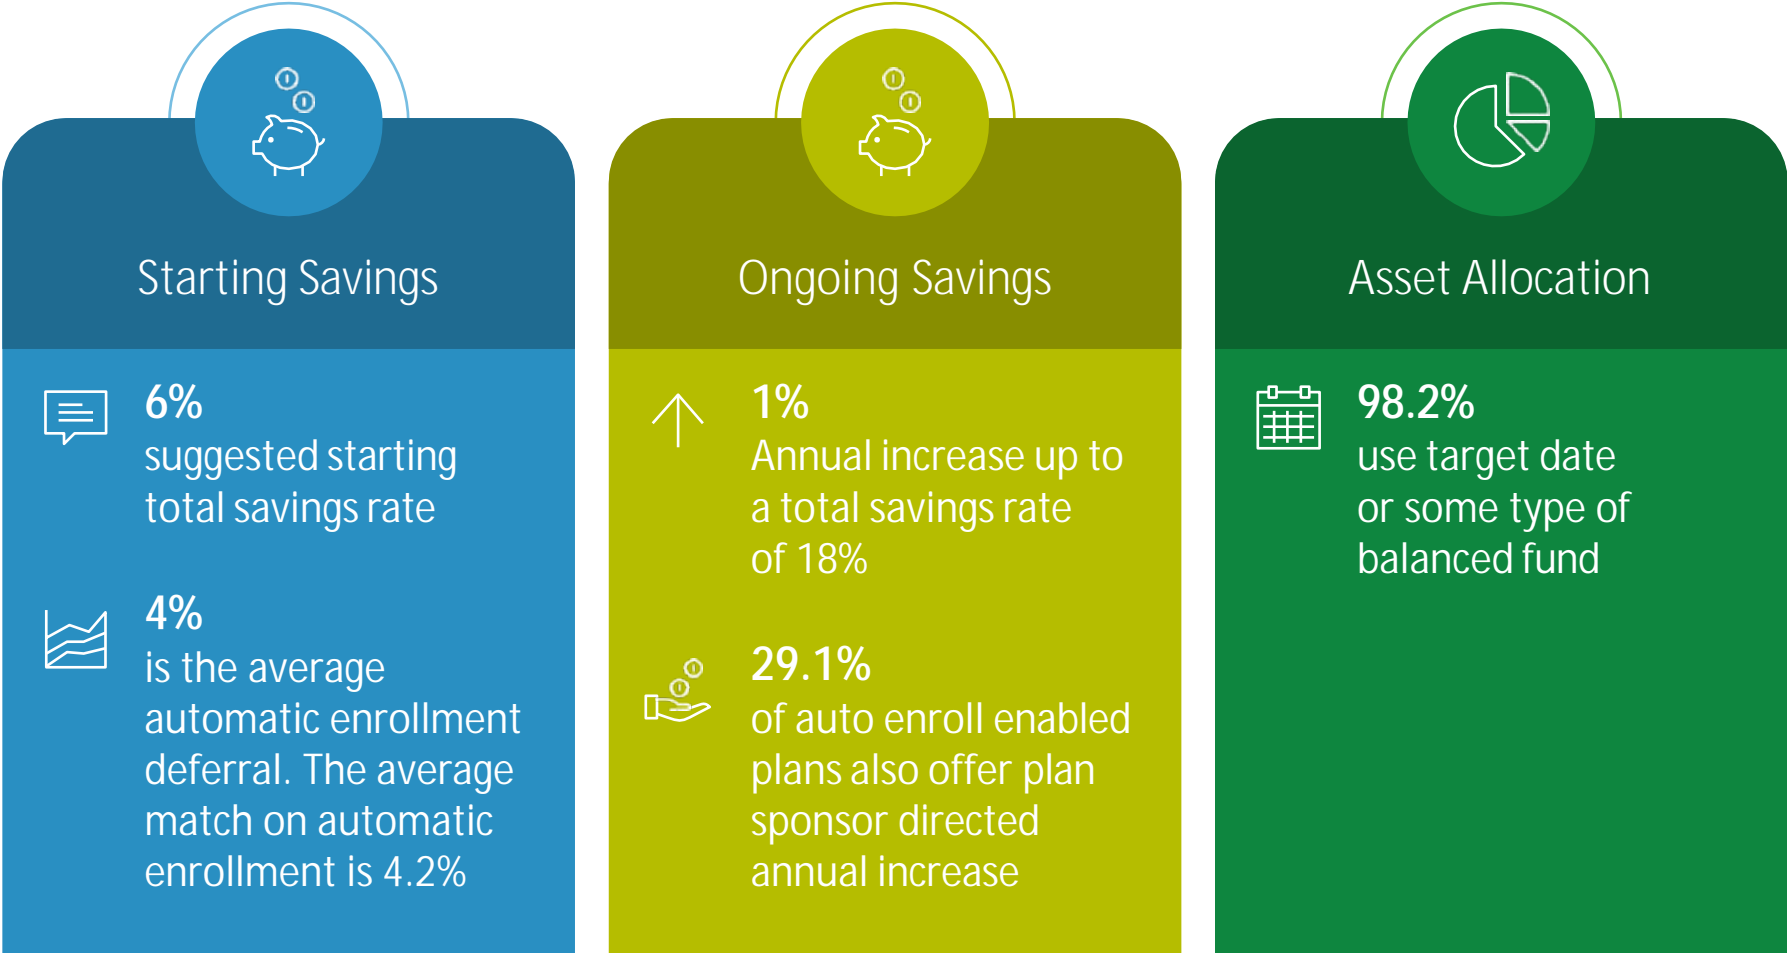 Starting Savings
6%
suggested starting
total savings rate
4%
is the average
automatic enrollment
deferral. The average
match on automatic
enrollment is 4.2%
Ongoing Savings
1%
Annual increase up to
a total savings rate
of 18%
29.1%
of auto enroll enabled
plans also offer plan
sponsor directed
annual increase
Asset Allocation
98.2%
use target date
or some type of
balanced fund